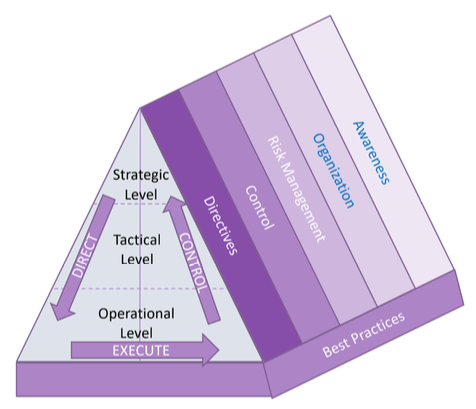 Strategic
Level
Tactical
Level
Operational
Level
DIRECT
CONTROL
EXECUTE
Directives
Control
Risk Management
Organization
Awareness
Best Practices